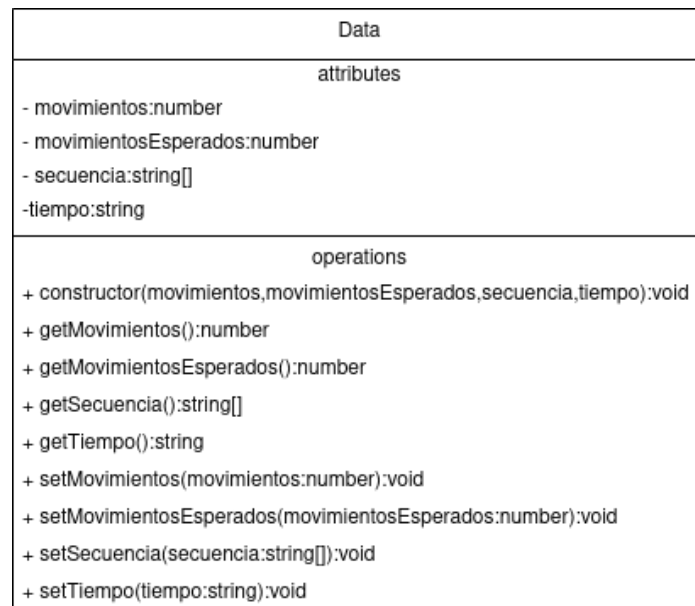 Data
attributes
- movimientos:number
- movimientosEsperados:number
- secuencia:string[]
-tiempo:string
operations
+ constructor(movimientos,movimientosEsperados,secuencia,tiempo):void
+ getMovimientos():number
+ getMovimientosEsperados():number
+ getSecuencia():string[]
+ getTiempo():string
+ setMovimientos(movimientos:number):void
+ setMovimientosEsperados(movimientosEsperados:number):void
+ setSecuencia(secuencia:string[]):void
+ setTiempo(tiempo:string):void